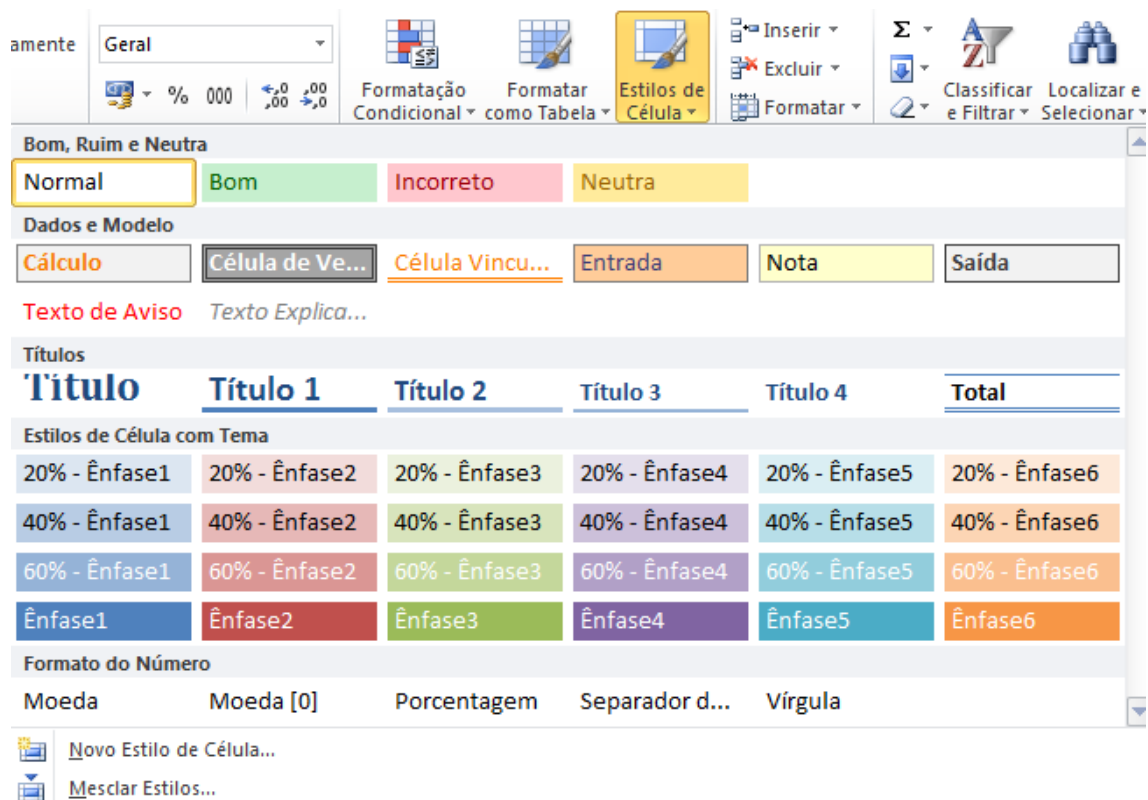 amente Geral
Inserir
Σ
Excluir
% 000 ,00 ,0 ,00 ,0
Formatação Condicional
Formatar como Tabela
Estilos de Célula
Formatar
Classificar e Filtrar
Localizar e Selecionar
Bom, Ruim e Neutra
Normal Bom Incorreto Neutra
Dados e Modelo
Cálculo Célula de Ve... Célula Vincu... Entrada Nota Saída
Texto de Aviso Texto Explica...
Títulos
Título Título 1 Título 2 Título 3 Título 4 Total
Estilos de Célula com Tema
20% - Ênfase1 20% - Ênfase2 20% - Ênfase3 20% - Ênfase4 20% - Ênfase5 20% - Ênfase6
40% - Ênfase1 40% - Ênfase2 40% - Ênfase3 40% - Ênfase4 40% - Ênfase5 40% - Ênfase6
60% - Ênfase1 60% - Ênfase2 60% - Ênfase3 60% - Ênfase4 60% - Ênfase5 60% - Ênfase6
Ênfase1 Ênfase2 Ênfase3 Ênfase4 Ênfase5 Ênfase6
Formato do Número
Moeda Moeda [0] Porcentagem Separador d... Vírgula
Novo Estilo de Célula...
Mesclar Estilos...